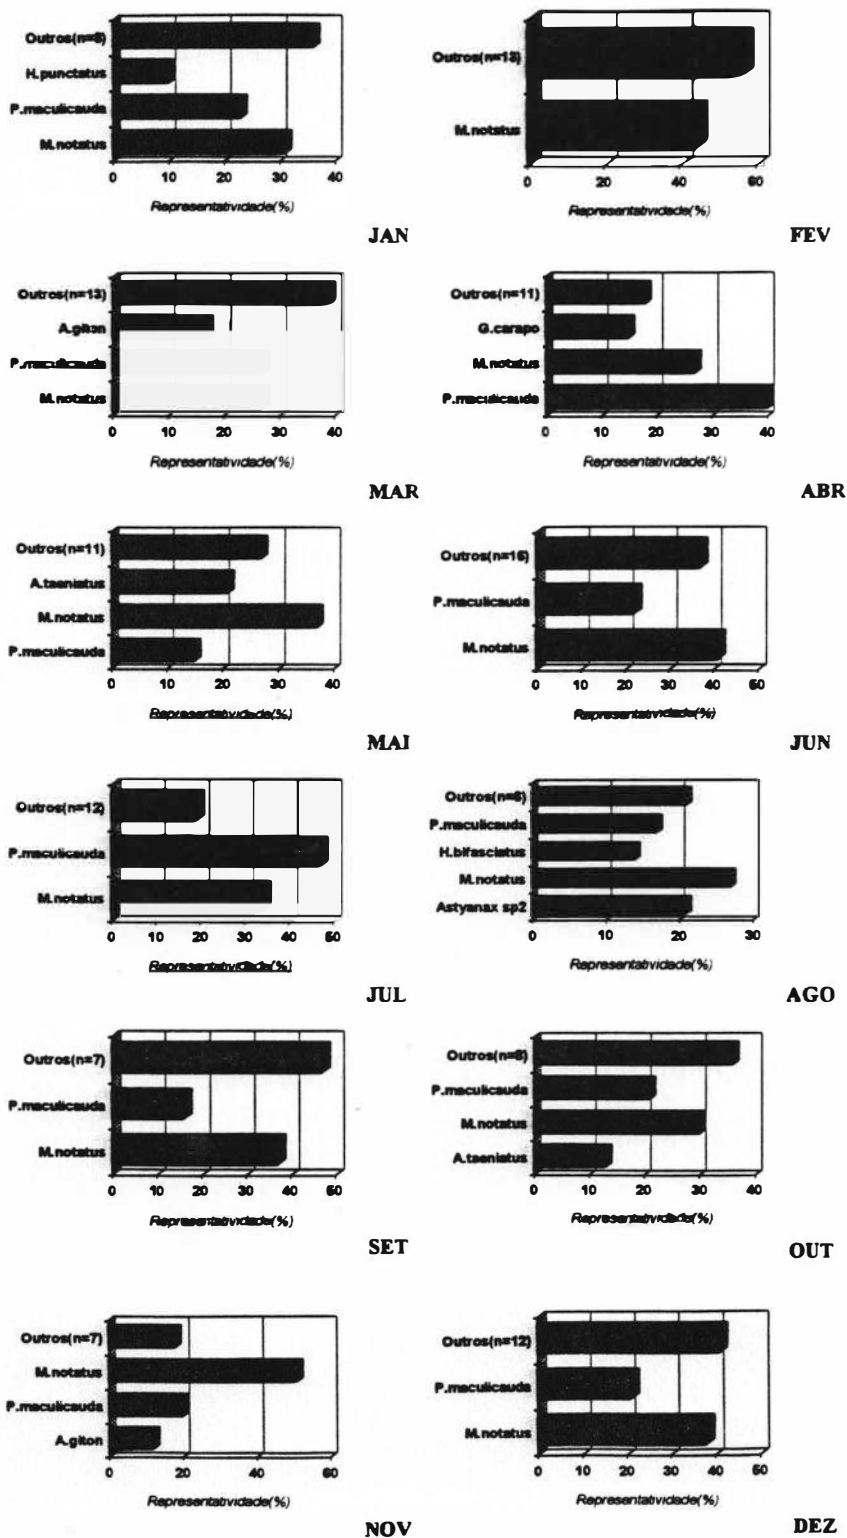 Outros(n=8)
H.punctatus
P.maculicauda
M.notatus
0 10 20 30 40
Representatividade(%)
JAN
Outros(n=13)
M.notatus
0 20 40 60
Representatividade(%)
FEV
Outros(n=13)
A.giton
P.maculicauda
M.notatus
0 10 20 30 40
Representatividade(%)
MAR
Outros(n=11)
G.carapo
M.notatus
P.maculicauda
0 10 20 30 40
Representatividade(%)
ABR
Outros(n=11)
A.taeniatus
M.notatus
P.maculicauda
0 10 20 30 40
Representatividade(%)
MAI
Outros(n=16)
P.maculicauda
M.notatus
0 10 20 30 40 50
Representatividade(%)
JUN
Outros(n=12)
P.maculicauda
M.notatus
0 10 20 30 40 50
Representatividade(%)
JUL
Outros(n=6)
P.maculicauda
H.bifasciatus
M.notatus
Astyanax sp2
0 10 20 30
Representatividade(%)
AGO
Outros(n=7)
P.maculicauda
M.notatus
0 10 20 30 40 50
Representatividade(%)
SET
Outros(n=8)
P.maculicauda
M.notatus
A.taeniatus
0 10 20 30 40
Representatividade(%)
OUT
Outros(n=7)
M.notatus
P.maculicauda
A.giton
0 20 40 60
Representatividade(%)
NOV
Outros(n=12)
P.maculicauda
M.notatus
0 10 20 30 40 50
Representatividade(%)
DEZ